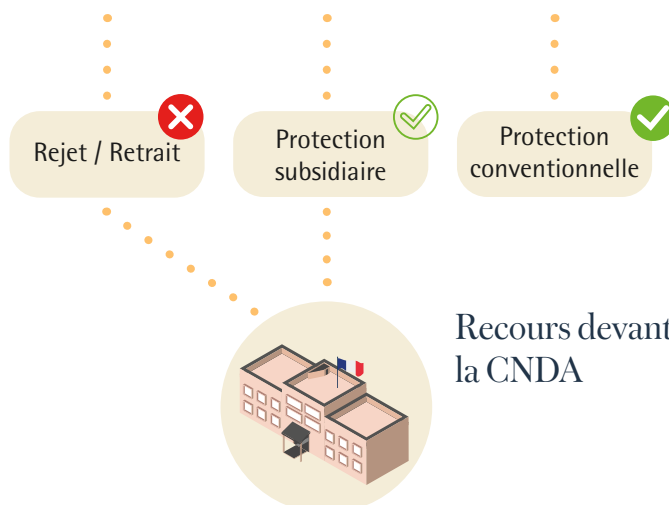 Rejet / Retrait
Protection
subsidiaire
Protection
conventionnelle
Recours devant
la CNDA